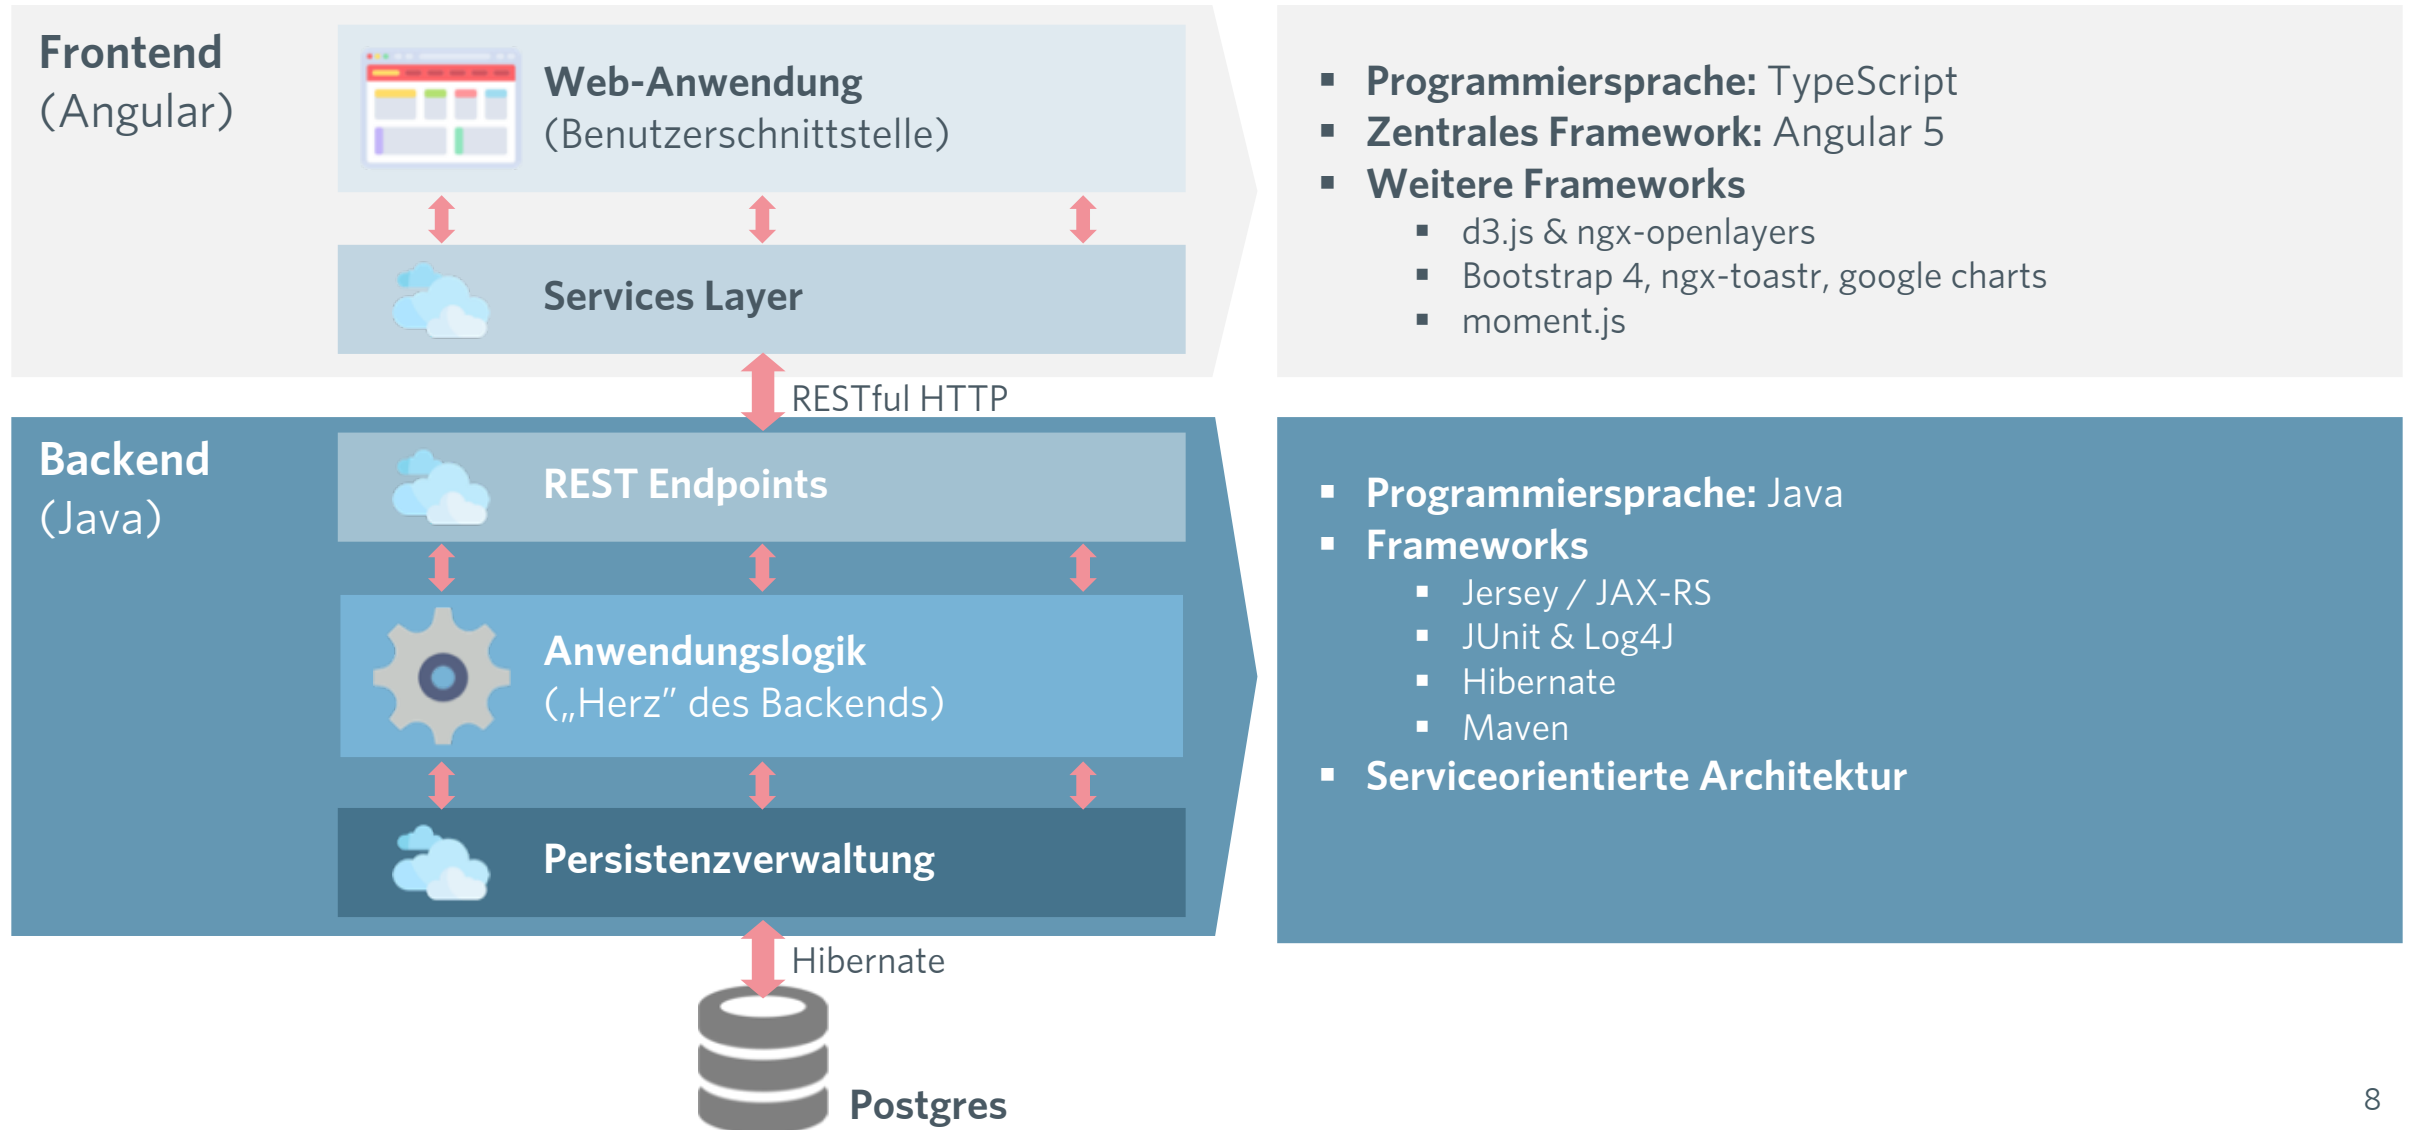 Frontend
(Angular)
Web-Anwendung
(Benutzerschnittstelle)
Services Layer
RESTful HTTP
▪ Programmiersprache: TypeScript
▪ Zentrales Framework: Angular 5
▪ Weitere Frameworks
▪ d3.js & ngx-openlayers
▪ Bootstrap 4, ngx-toastr, google charts
▪ moment.js
Backend
(Java)
REST Endpoints
Anwendungslogik
(„Herz” des Backends)
Persistenzverwaltung
Hibernate
Postgres
▪ Programmiersprache: Java
▪ Frameworks
▪ Jersey / JAX-RS
▪ JUnit & Log4J
▪ Hibernate
▪ Maven
▪ Serviceorientierte Architektur
8